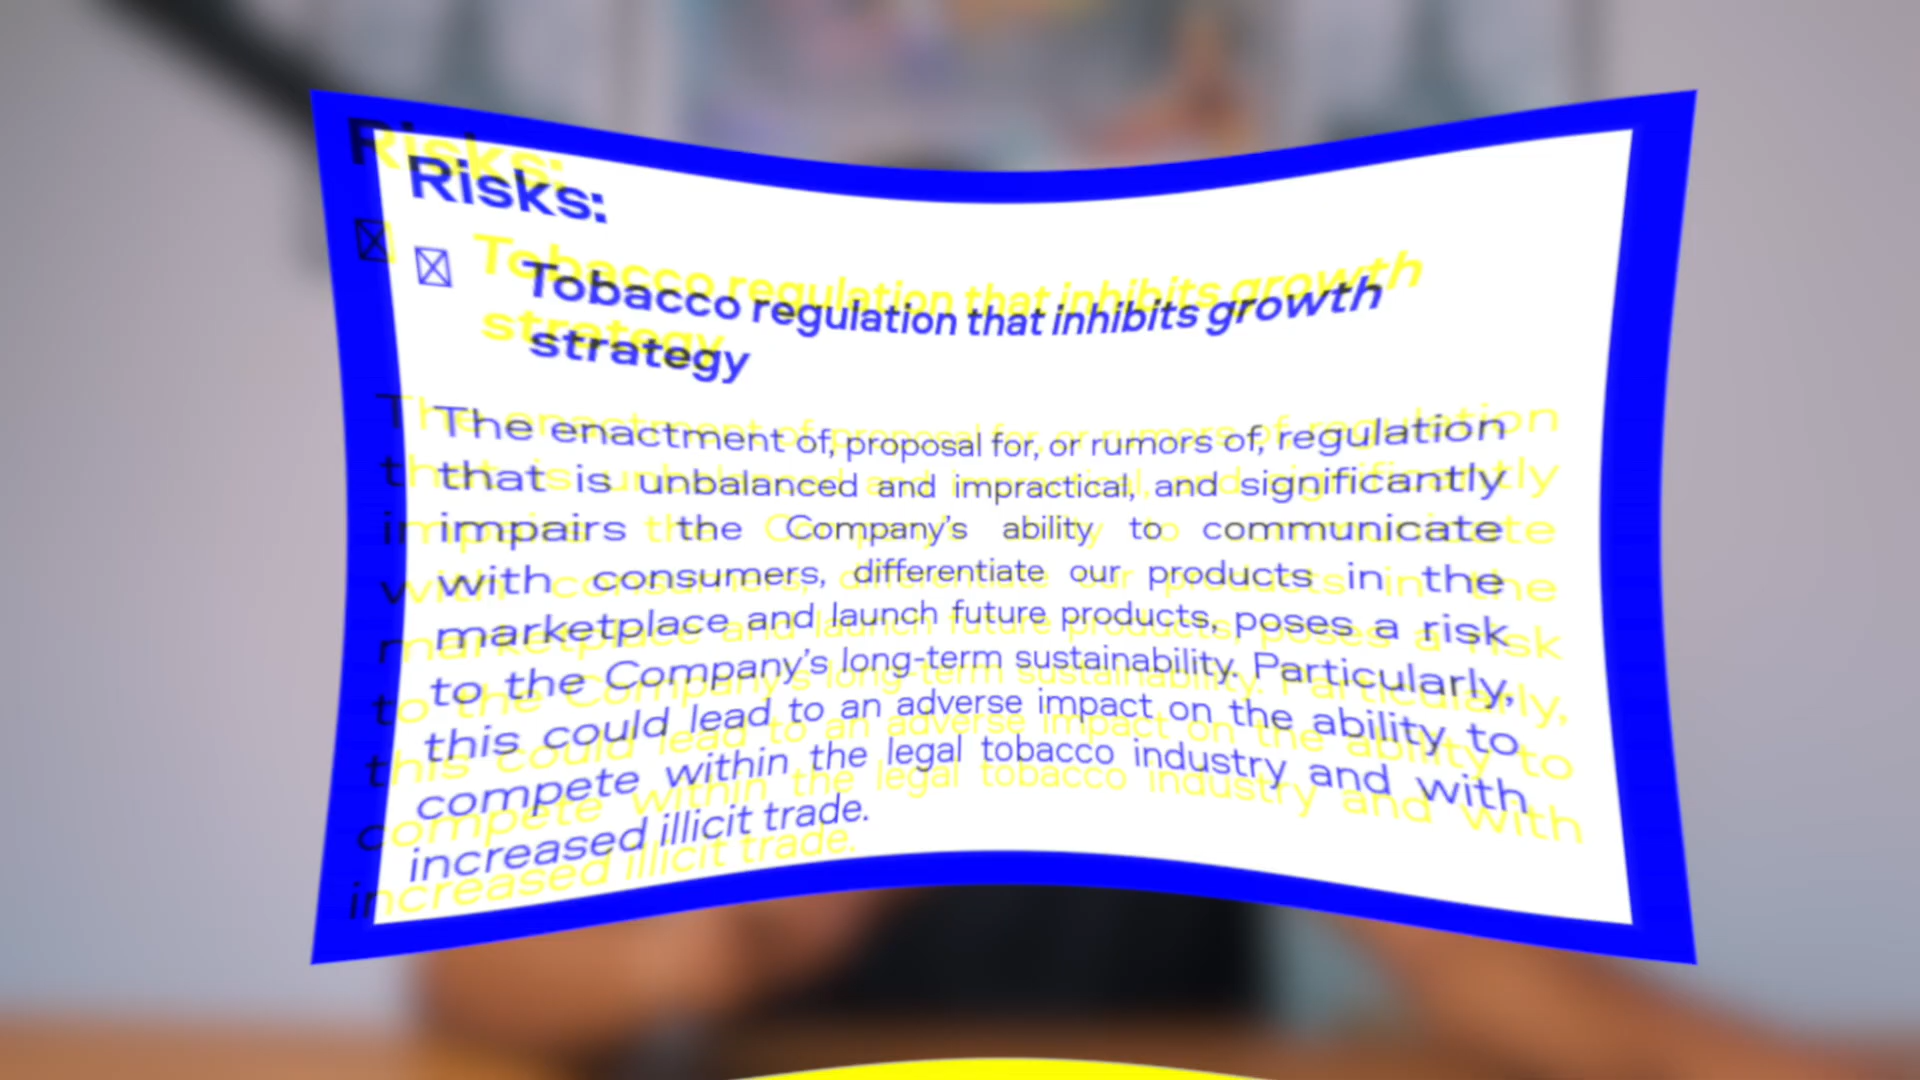 Risks:
Tobacco regulation that inhibits growth
strategy
The enactment of, proposal for, or rumors of, regulation
that is unbalanced and impractical, and significantly
impairs the Company’s ability to communicate
with consumers, differentiate our products in the
marketplace and launch future products, poses a risk
to the Company’s long-term sustainability. Particularly,
this could lead to an adverse impact on the ability to
compete within the legal tobacco industry and with
increased illicit trade.